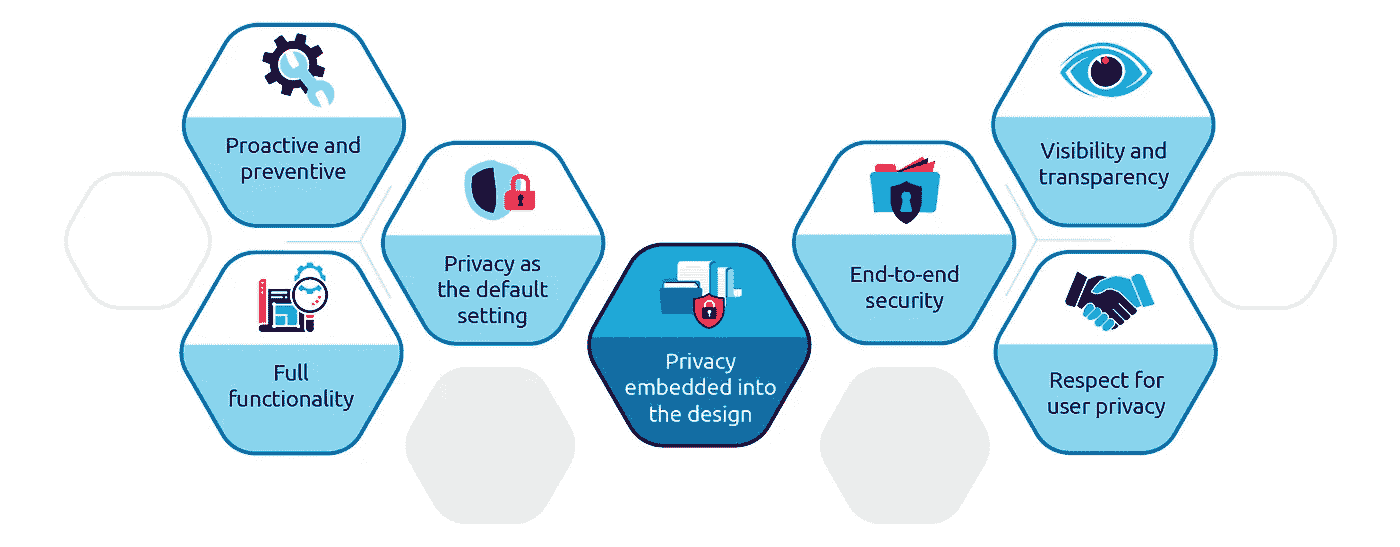 Proactive and
preventive
Full
functionality
Privacy as
the default
setting
Privacy
embedded into
the design
End-to-end
security
Visibility and
transparency
Respect for
user privacy